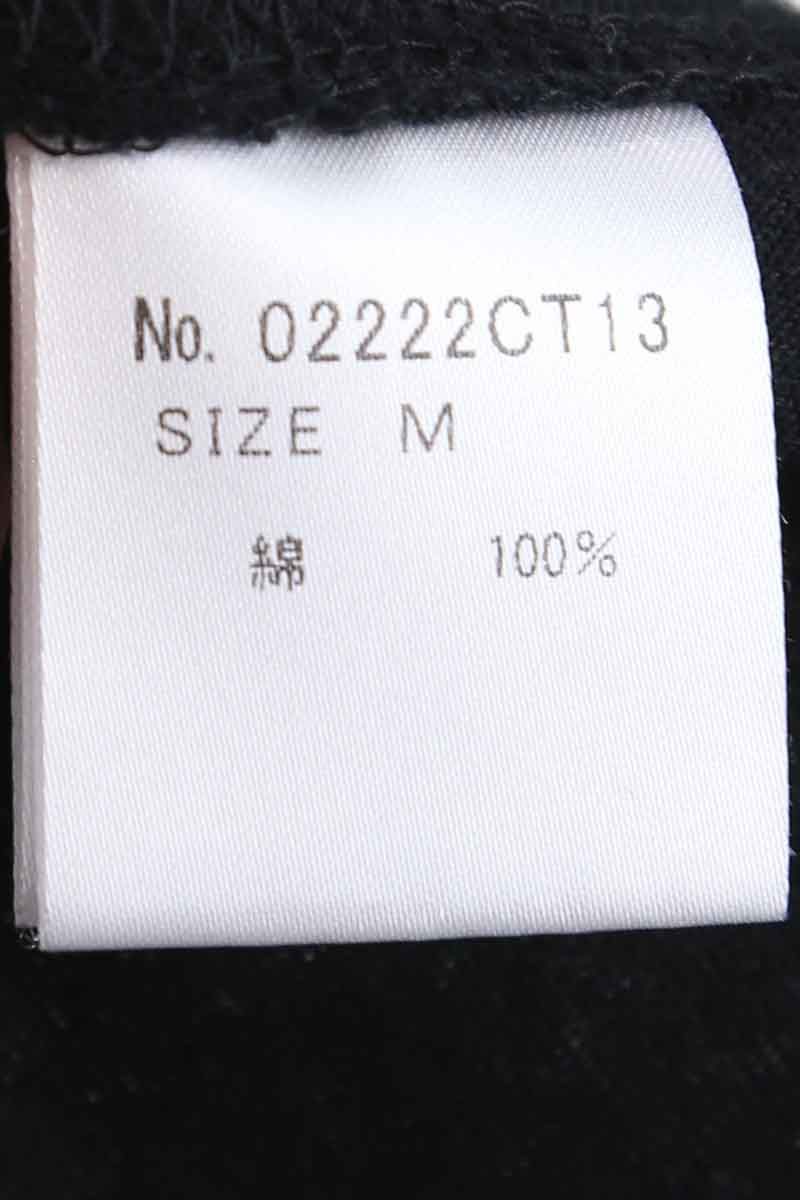 No. 02222CT13
SIZE M
綿 100%